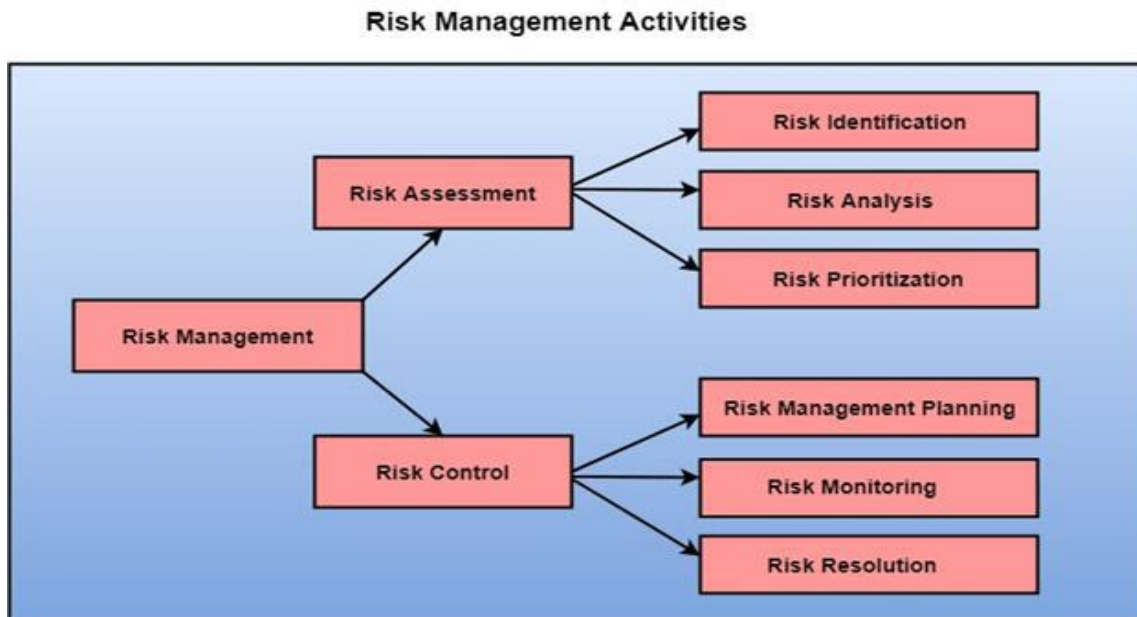 Risk Management Activities
Risk Identification
Risk Assessment
Risk Analysis
Risk Prioritization
Risk Management
Risk Management Planning
Risk Control
Risk Monitoring
Risk Resolution